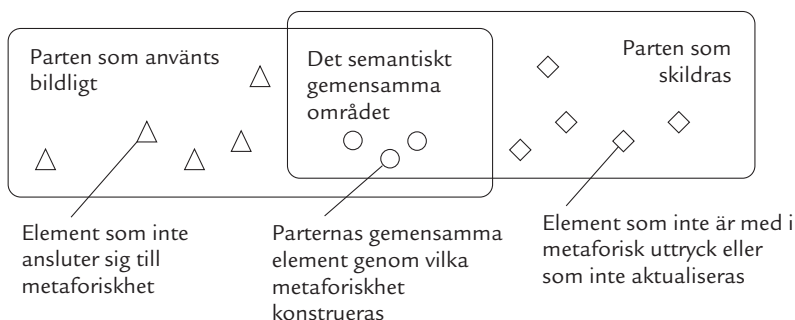 Parten som använts
bildligt
Det semantiskt
gemensamma
området
Parten som
skildras
Element som inte
ansluter sig till
metaforiskhet
Parternas gemensamma
element genom vilka
metaforiskhet
konstrueras
Element som inte är med i
metaforisk uttryck eller
som inte aktualiseras